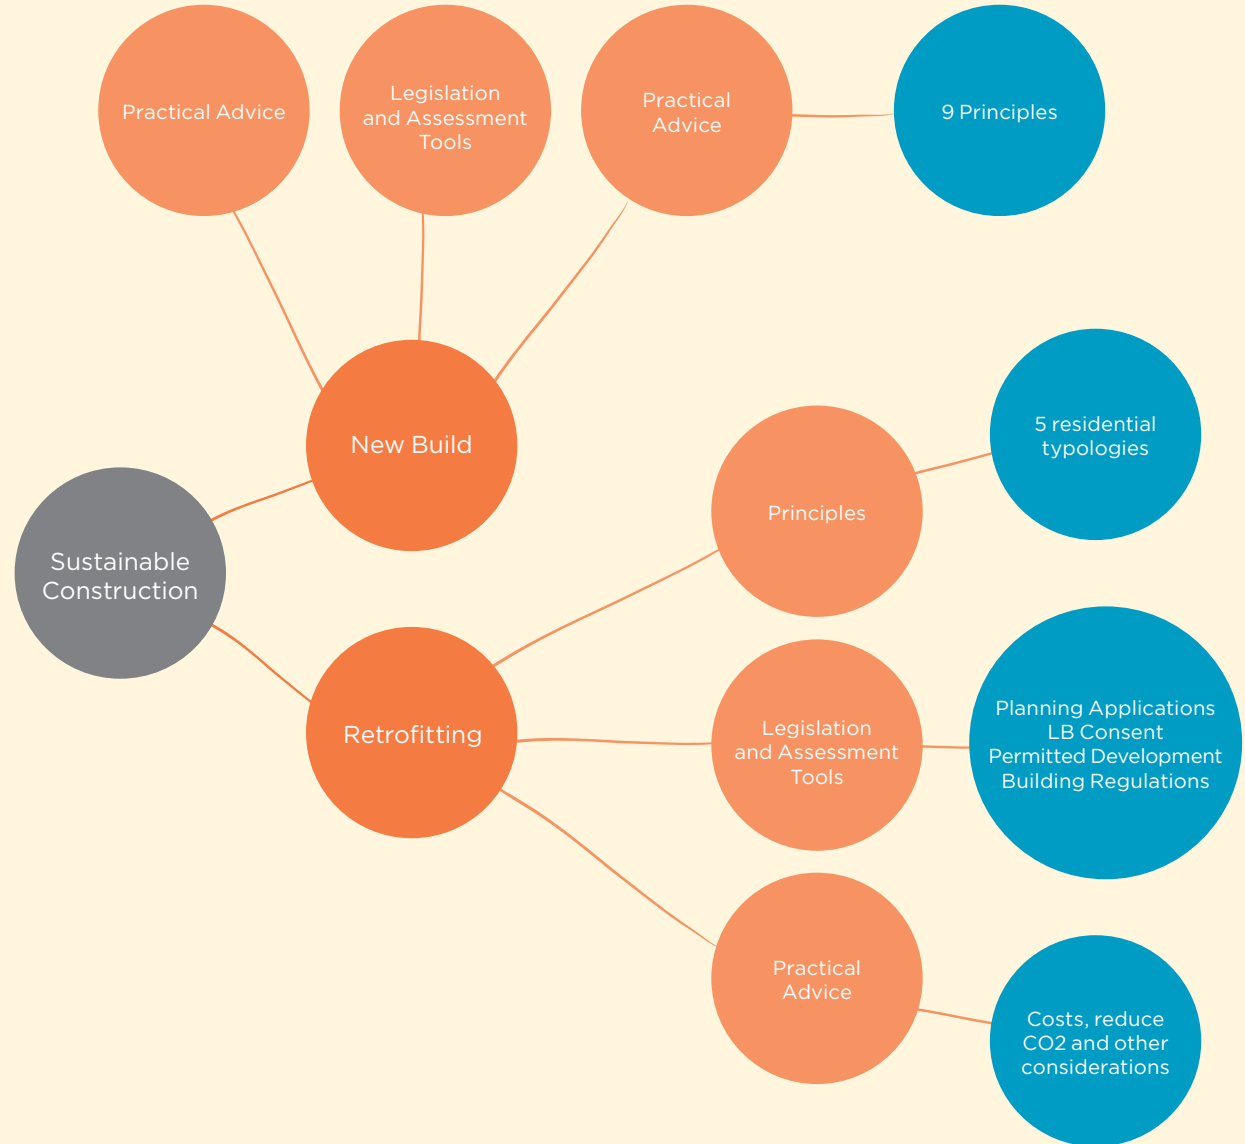 Practical Advice
Legislation
and Assessment
Tools
Practical
Advice
9 Principles
New Build
5 residential
typologies
Principles
Sustainable
Construction
Retrofitting
Legislation
and Assessment
Tools
Planning Applications
LB Consent
Permitted Development
Building Regulations
Practical
Advice
Costs, reduce
CO2 and other
considerations